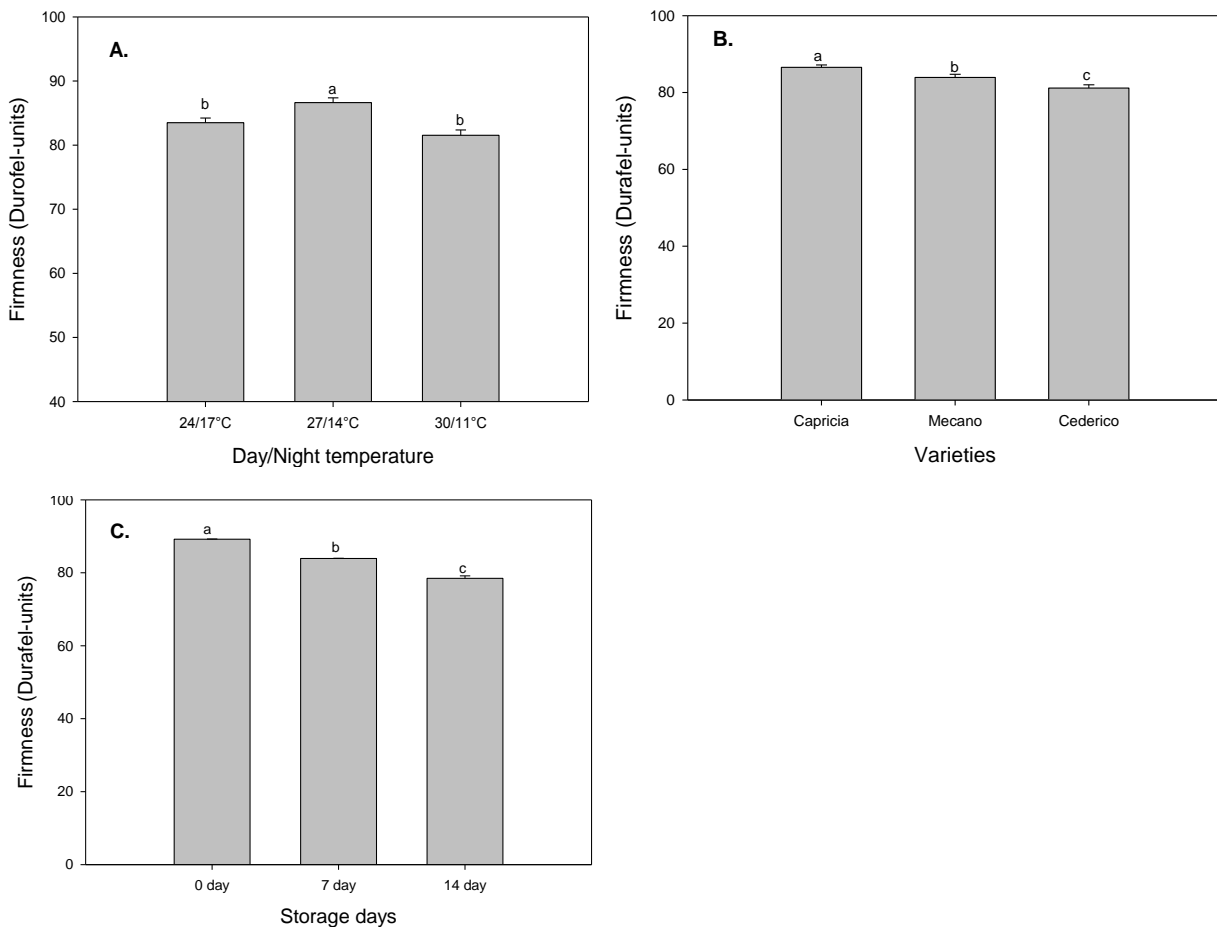 A.
Firmness (Durofel-units)
100
90
80
70
60
50
40
b
a
b
24/17°C 27/14°C 30/11°C
Day/Night temperature
B.
Firmness (Durafel-units)
100
80
60
40
20
0
a
b
c
Capricia Mecano Cederico
Varieties
C.
Firmness (Durafel-units)
100
80
60
40
20
0
a
b
c
0 day 7 day 14 day
Storage days